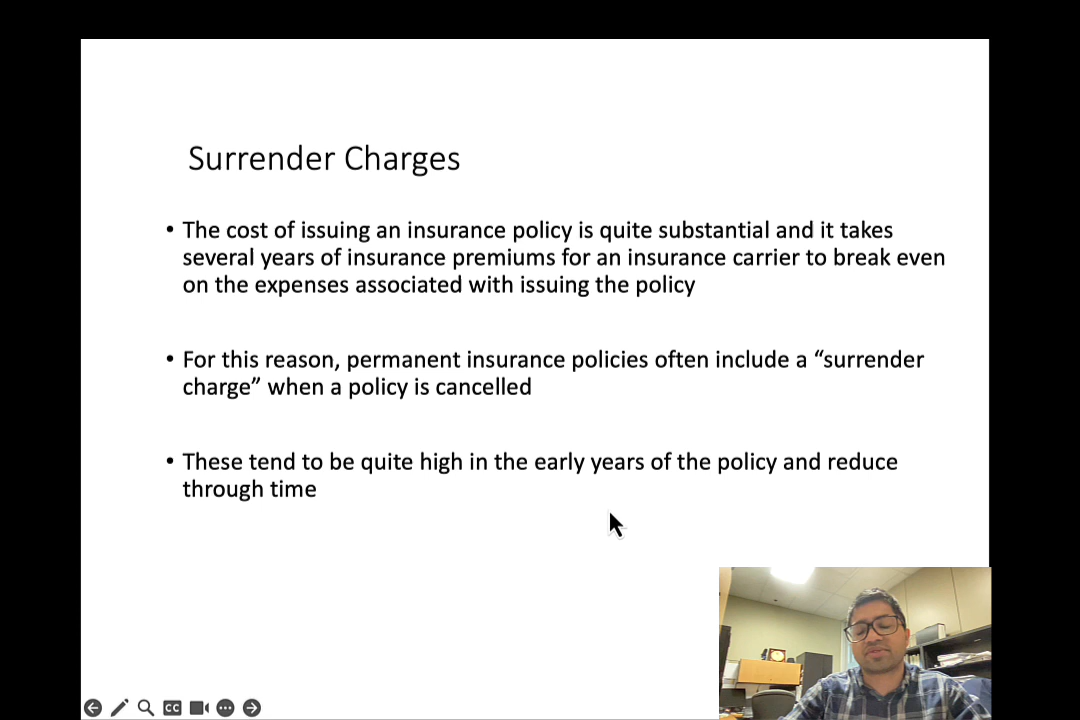 Surrender Charges
• The cost of issuing an insurance policy is quite substantial and it takes
several years of insurance premiums for an insurance carrier to break even
on the expenses associated with issuing the policy
• For this reason, permanent insurance policies often include a “surrender
charge” when a policy is cancelled
• These tend to be quite high in the early years of the policy and reduce
through time
CC